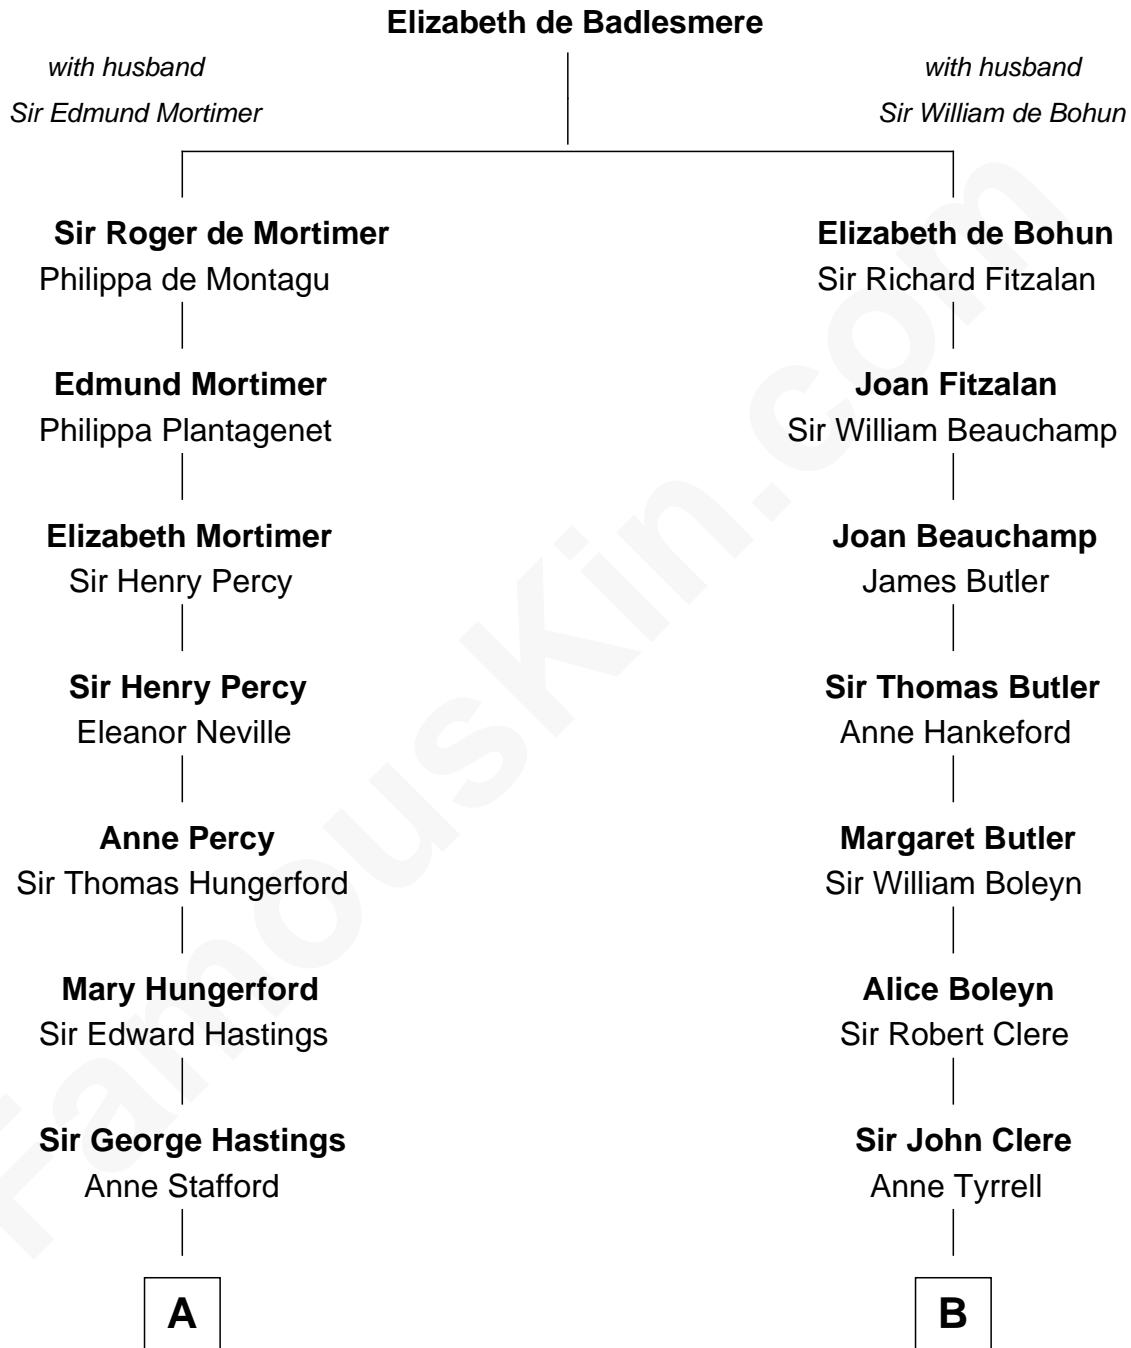 Elizabeth de Badlesmere
with husband
Sir Edmund Mortimer
with husband
Sir William de Bohun
Sir Roger de Mortimer
Philippa de Montagu
Edmund Mortimer
Philippa Plantagenet
Elizabeth Mortimer
Sir Henry Percy
Sir Henry Percy
Eleanor Neville
Anne Percy
Sir Thomas Hungerford
Mary Hungerford
Sir Edward Hastings
Sir George Hastings
Anne Stafford
A
Elizabeth de Bohun
Sir Richard Fitzalan
Joan Fitzalan
Sir William Beauchamp
Joan Beauchamp
James Butler
Sir Thomas Butler
Anne Hankeford
Margaret Butler
Sir William Boleyn
Alice Boleyn
Sir Robert Clere
Sir John Clere
Anne Tyrrell
B
FamousKin.com